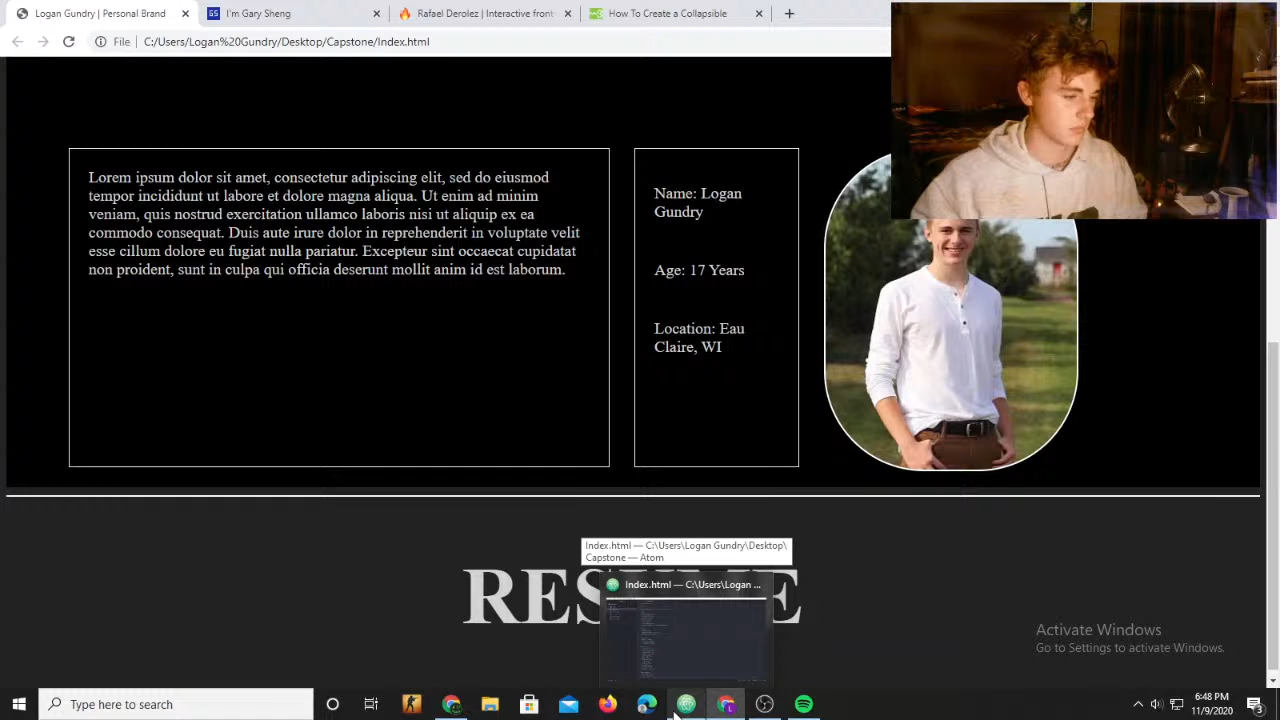 Logan Gundry | Personal Brand
I'm Gary Sheng
Rafael Derolez | Interactive front
How To Create a Collapsible
File
C:/Users/Logan%20Gundry/Desktop/Capstone/Index.html
Lorem ipsum dolor sit amet, consectetur adipiscing elit, sed do eiusmod
tempor incididunt ut labore et dolore magna aliqua. Ut enim ad minim
veniam, quis nostrud exercitation ullamco laboris nisi ut aliquip ex ea
commodo consequat. Duis aute irure dolor in reprehenderit in voluptate velit
esse cillum dolore eu fugiat nulla pariatur. Excepteur sint occaecat cupidatat
non proident, sunt in culpa qui officia deserunt mollit anim id est laborum.
Name: Logan
Gundry
Age: 17 Years
Location: Eau
Claire, WI
Index.html — C:\Users\Logan Gundry\Desktop\
Capstone — Atom
Index.html — C:\Users\Logan ...
Activate Windows
Go to Settings to activate Windows.
Type here to search
6:48 PM
11/9/2020
3